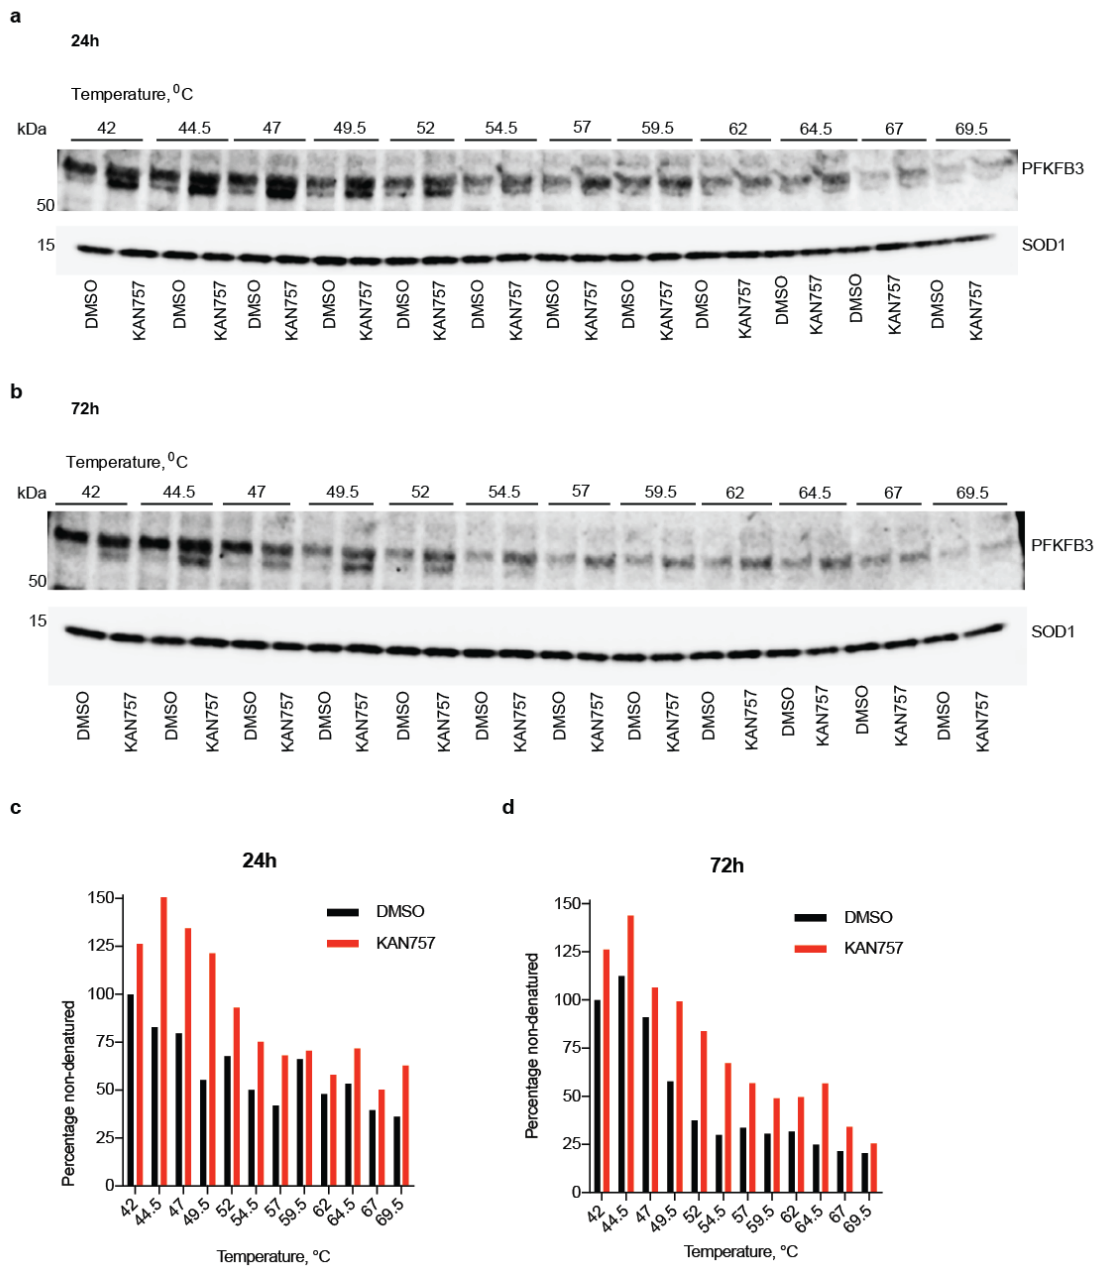 a
24h
Temperature, ⁰C
kDa 42 44.5 47 49.5 52 54.5 57 59.5 62 64.5 67 69.5
PFKFB3
50
15 SOD1
DMSO KAN757 DMSO KAN757 DMSO KAN757 DMSO KAN757 DMSO KAN757 DMSO KAN757 DMSO KAN757 DMSO KAN757 DMSO KAN757 DMSO KAN757 DMSO KAN757 DMSO KAN757
b
72h
Temperature, ⁰C
kDa 42 44.5 47 49.5 52 54.5 57 59.5 62 64.5 67 69.5
PFKFB3
50
15
SOD1
DMSO KAN757 DMSO KAN757 DMSO KAN757 DMSO KAN757 DMSO KAN757 DMSO KAN757 DMSO KAN757 DMSO KAN757 DMSO KAN757 DMSO KAN757 DMSO KAN757 DMSO KAN757
c
24h
DMSO
KAN757
Percentage non-denatured
150
125
100
75
50
25
0
42 44.5 47 49.5 52 54.5 57 59.5 62 64.5 67 69.5
Temperature, °C
d
72h
DMSO
KAN757
Percentage non-denatured
150
125
100
75
50
25
0
42 44.5 47 49.5 52 54.5 57 59.5 62 64.5 67 69.5
Temperature, °C